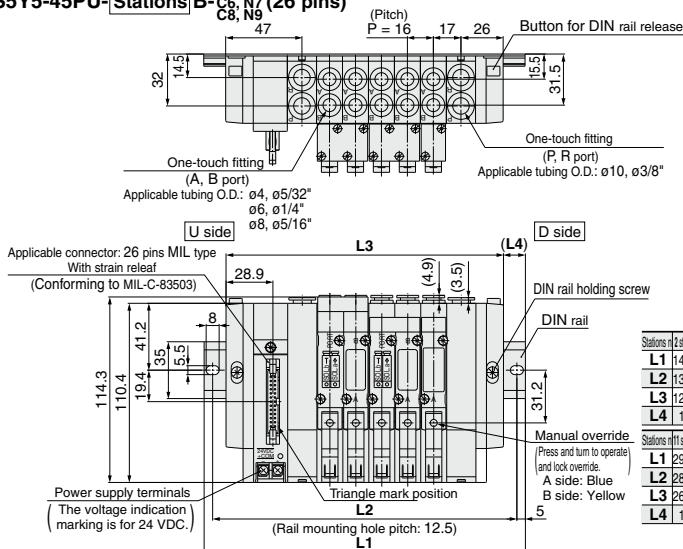 S5Y5-45PU-Stations B-C6, N7 (26 pins)
C8, N9
47
(Pitch)
P = 16
17
26
Button for DIN rail release
32
14.5
15.5
31.5
One-touch fitting
(A, B port)
Applicable tubing O.D.: ø4, ø5/32"
ø6, ø1/4"
ø8, ø5/16"
One-touch fitting
(P, R port)
Applicable tubing O.D.: ø10, ø3/8"
U side
D side
Applicable connector: 26 pins MIL type
With strain releaf
(Conforming to MIL-C-83503)
L3
(L4)
28.9
(4.9)
(3.5)
DIN rail holding screw
DIN rail
8
114.3
110.4
41.2
35
5.5
19.4
31.2
24VDC
+COM
Manual override
(Press and turn to operate
and lock override.)
A side: Blue
B side: Yellow
Power supply terminals
(The voltage indication
marking is for 24 VDC.)
Triangle mark position
L2
5
(Rail mounting hole pitch: 12.5)
L1
Stations n
L1
L2
L3
L4
Stations n
L1
L2
L3
L4